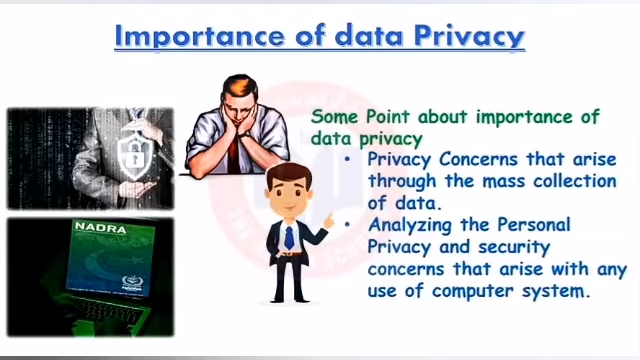 Importance of data Privacy
Some Point about importance of
data privacy
• Privacy Concerns that arise
through the mass collection
of data.
• Analyzing the Personal
Privacy and security
concerns that arise with any
use of computer system.
NADRA